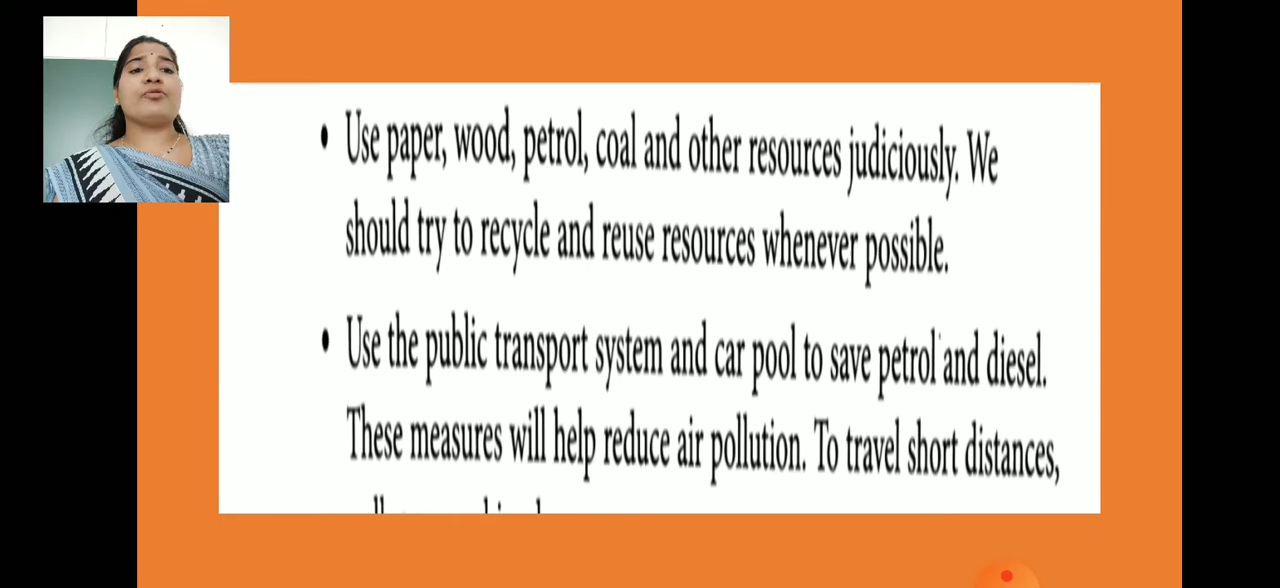 • Use paper, wood, petrol, coal and other resources judiciously. We
should try to recycle and reuse resources whenever possible.
• Use the public transport system and car pool to save petrol and diesel.
These measures will help reduce air pollution. To travel short distances,